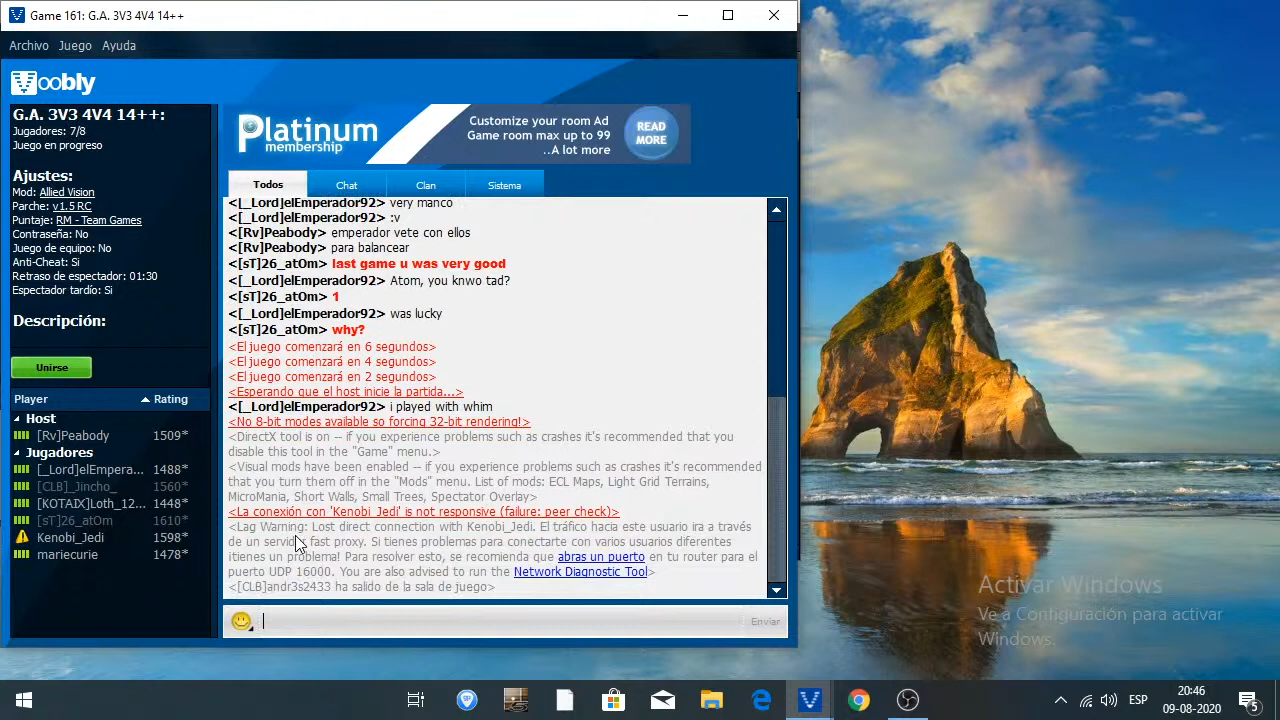 Game 161: G.A. 3V3 4V4 14++
Archivo Juego Ayuda
Voobly
G.A. 3V3 4V4 14++:
Jugadores: 7/8
Juego en progreso
Ajustes:
Mod: Allied Vision
Parche: v1.5 RC
Puntaje: RM - Team Games
Contraseña: No
Juego de equipo: No
Anti-Cheat: Si
Retraso de espectador: 01:30
Espectador tardío: Si
Descripción:
Unirse
Player Rating
Host
[Rv]Peabody 1509*
Jugadores
[_Lord]elEmpera... 1488*
[CLB]_Jincho_ 1560*
[KOTAIX]Loth_12... 1448*
[sT]26_atOm 1610*
Kenobi_Jedi 1598*
mariecurie 1478*
Platinum
membership
Customize your room Ad
Game room max up to 99
..A lot more
READ
MORE
Todos Chat Clan Sistema
<[_Lord]elEmperador92> very manco
<[_Lord]elEmperador92> :v
<[Rv]Peabody> emperador vete con ellos
<[Rv]Peabody> para balancear
<[sT]26_atOm> last game u was very good
<[_Lord]elEmperador92> Atom, you knwo tad?
<[sT]26_atOm> 1
<[_Lord]elEmperador92> was lucky
<[sT]26_atOm> why?
<El juego comenzará en 6 segundos>
<El juego comenzará en 4 segundos>
<El juego comenzará en 2 segundos>
<Esperando que el host inicie la partida...>
<[_Lord]elEmperador92> i played with whim
<No 8-bit modes available so forcing 32-bit rendering!>
<DirectX tool is on -- if you experience problems such as crashes it's recommended that you
disable this tool in the "Game" menu.>
<Visual mods have been enabled -- if you experience problems such as crashes it's recommended
that you turn them off in the "Mods" menu. List of mods: ECL Maps, Light Grid Terrains,
MicroMania, Short Walls, Small Trees, Spectator Overlay>
<La conexión con 'Kenobi_Jedi' is not responsive (failure: peer check)>
<Lag Warning: Lost direct connection with Kenobi_Jedi. El tráfico hacia este usuario ira a través
de un servidor fast proxy. Si tienes problemas para conectarte con varios usuarios diferentes
¡tienes un problema! Para resolver esto, se recomienda que abras un puerto en tu router para el
puerto UDP 16000. You are also advised to run the Network Diagnostic Tool>
<[CLB]andr3s2433 ha salido de la sala de juego>
Enviar
Activar Windows
Ve a Configuración para activar
Windows.
ESP
20:46
09-08-2020
5